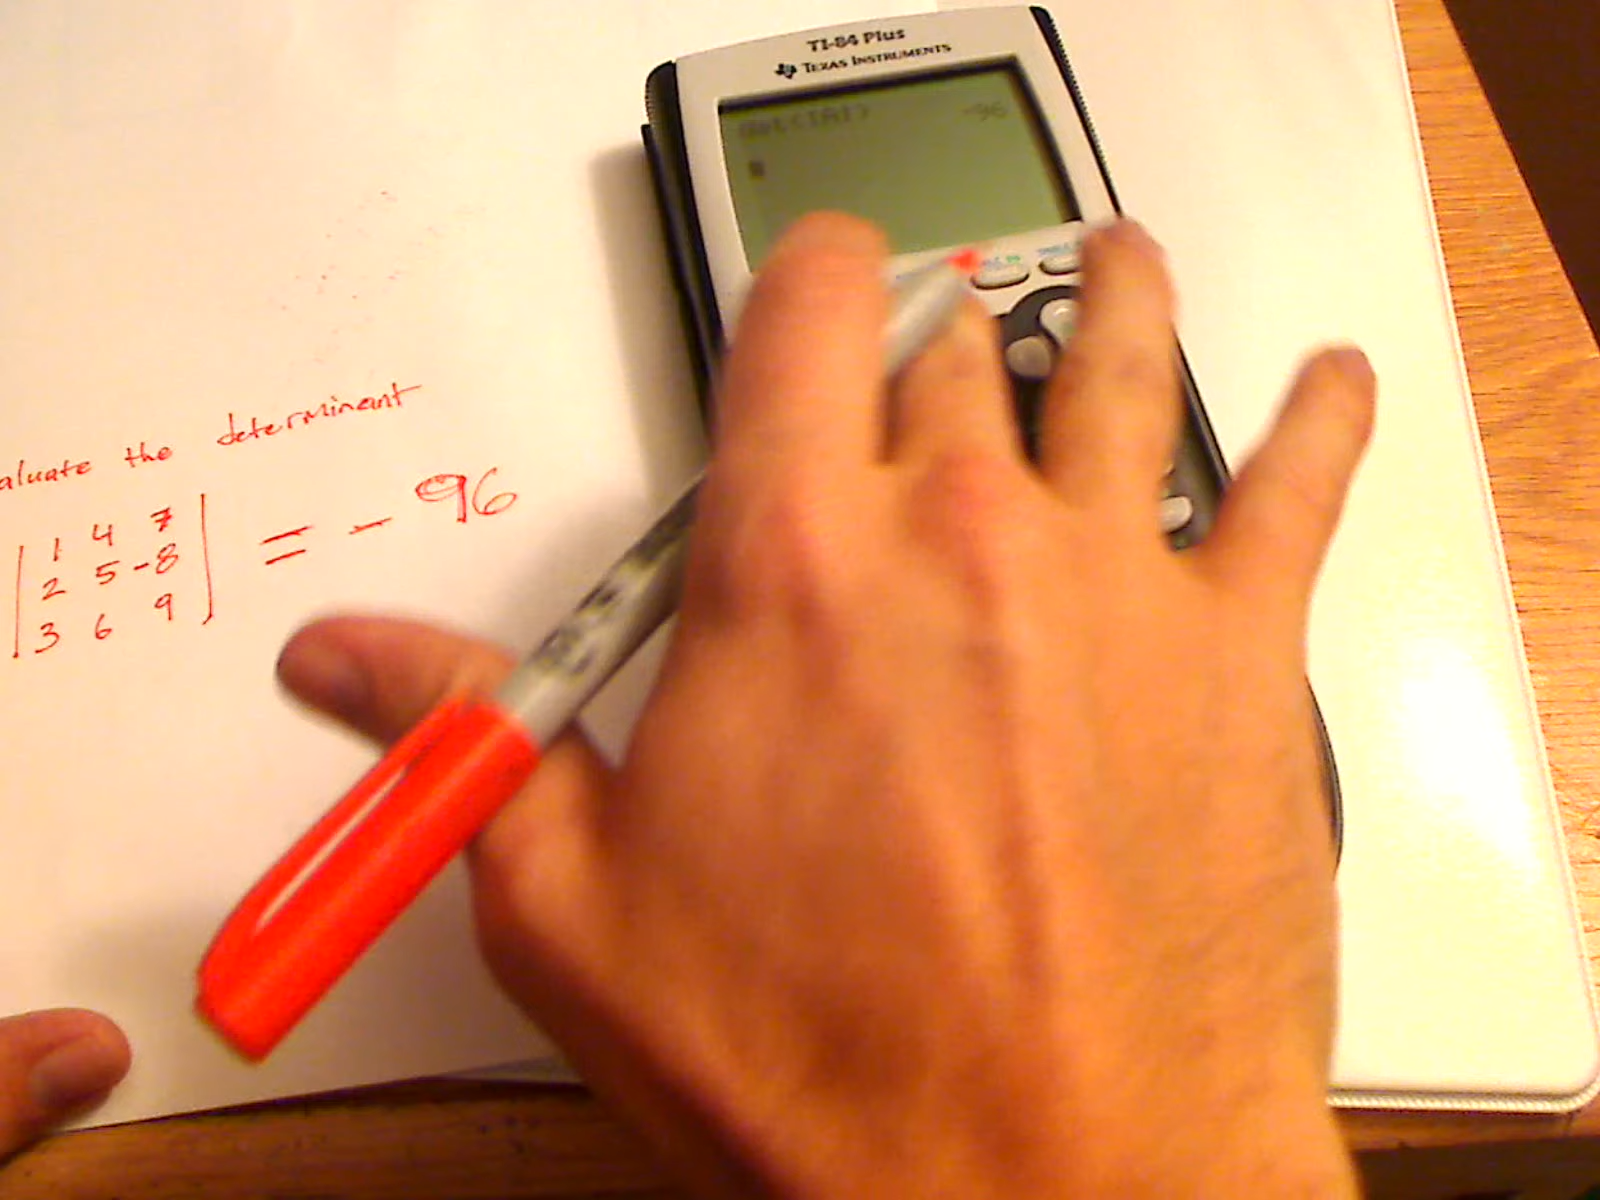 TI-84 Plus
TEXAS INSTRUMENTS
det([A])
-96
aluate the determinant
1 4 7
2 5 -8
3 6 9
= - 96